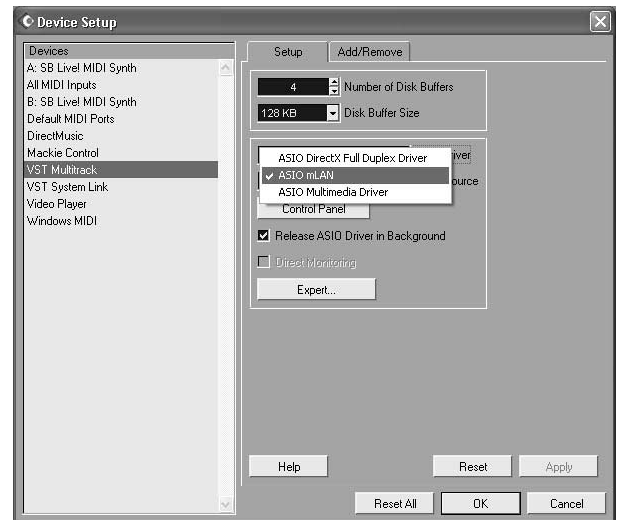 Device Setup
Devices
A: SB Live! MIDI Synth
All MIDI Inputs
B: SB Live! MIDI Synth
Default MIDI Ports
DirectMusic
Mackie Control
VST Multitrack
VST System Link
Video Player
Windows MIDI
Setup
Add/Remove
4 Number of Disk Buffers
128 KB Disk Buffer Size
ASIO DirectX Full Duplex Driver
ASIO mLAN
ASIO Multimedia Driver
Control Panel
Release ASIO Driver in Background
Direct Monitoring
Expert...
Help
Reset
Apply
Reset All
OK
Cancel